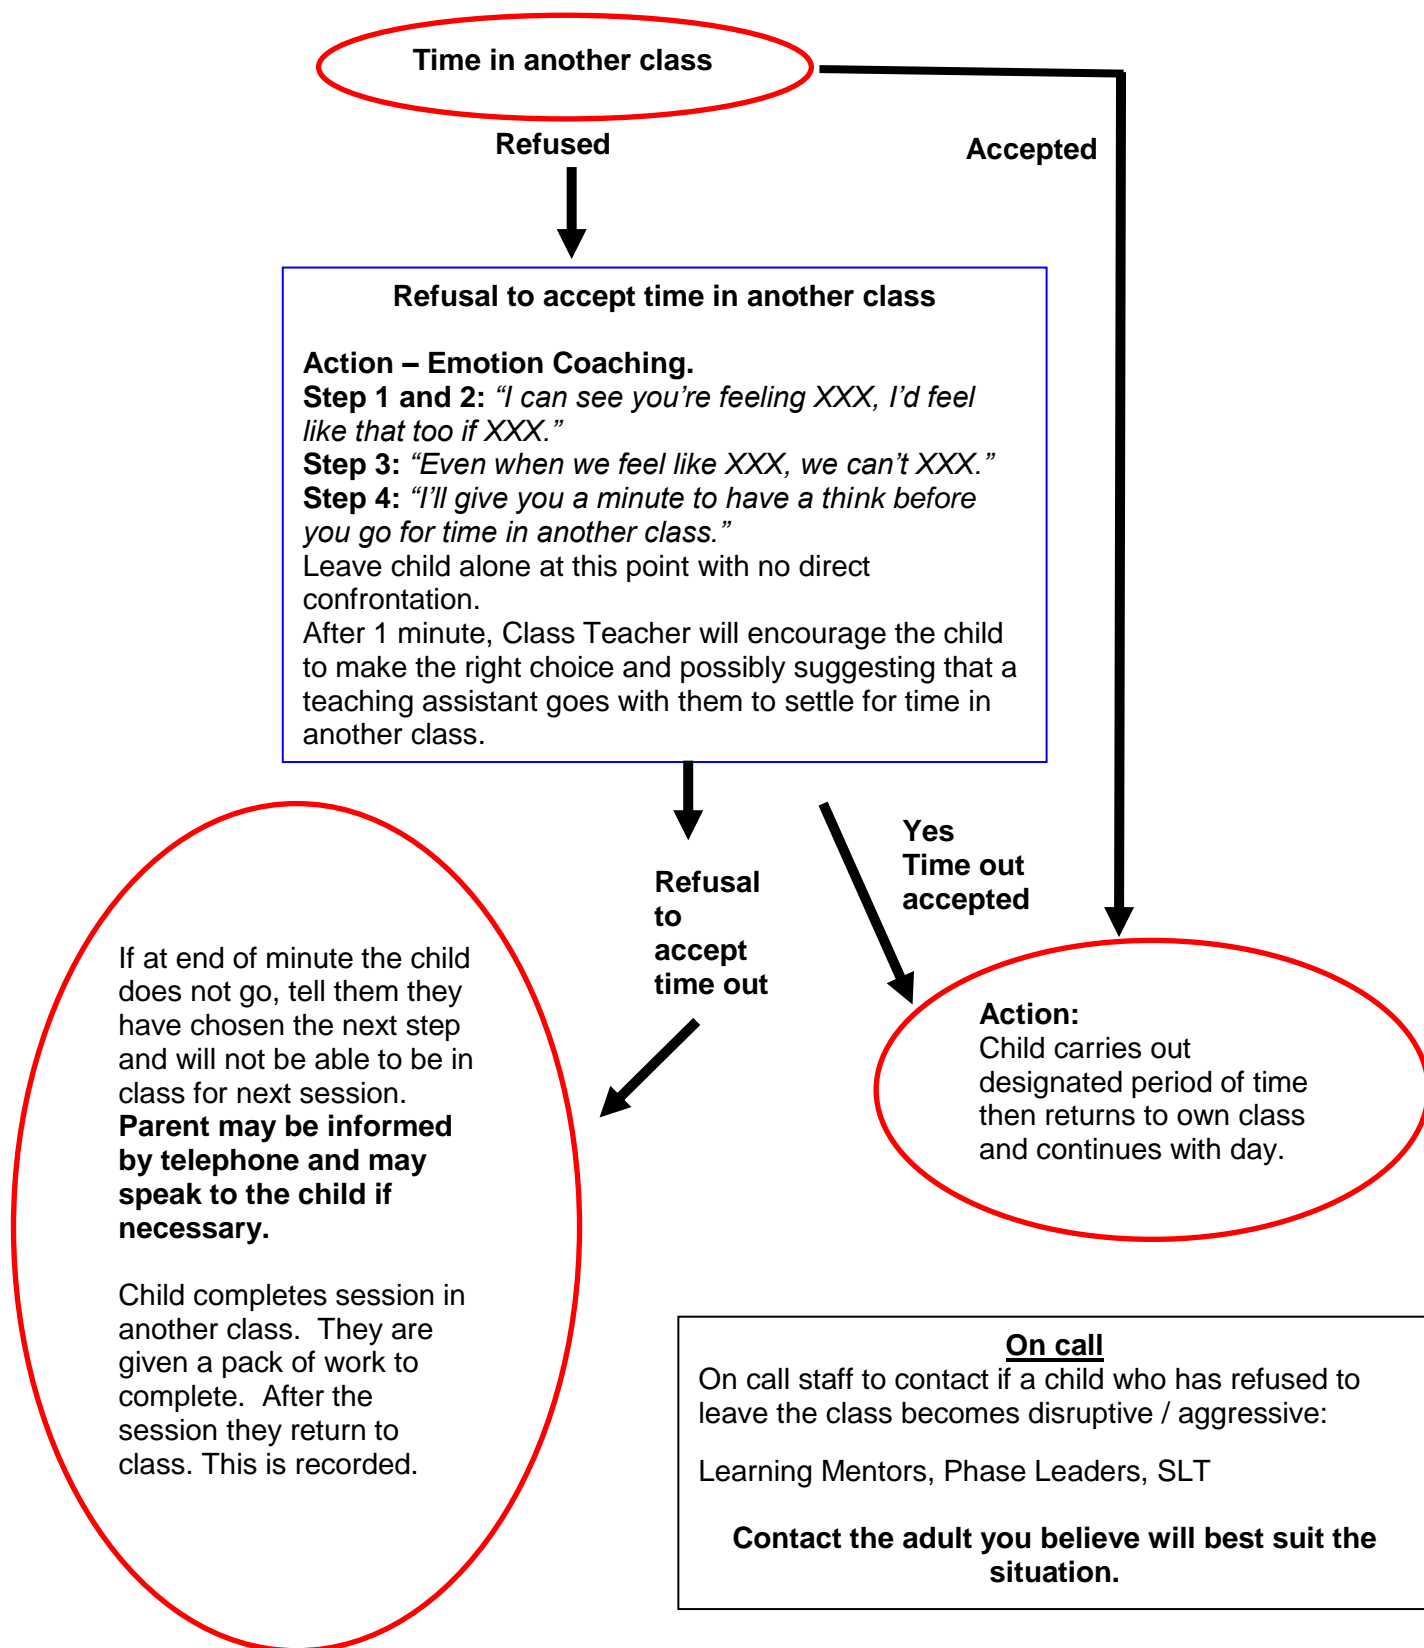 Time in another class
Refused
Accepted
Refusal to accept time in another class
Action – Emotion Coaching.
Step 1 and 2: “I can see you’re feeling XXX, I’d feel
like that too if XXX.”
Step 3: “Even when we feel like XXX, we can’t XXX.”
Step 4: “I’ll give you a minute to have a think before
you go for time in another class.”
Leave child alone at this point with no direct
confrontation.
After 1 minute, Class Teacher will encourage the child
to make the right choice and possibly suggesting that a
teaching assistant goes with them to settle for time in
another class.
Refusal
to
accept
time out
Yes
Time out
accepted
If at end of minute the child
does not go, tell them they
have chosen the next step
and will not be able to be in
class for next session.
Parent may be informed
by telephone and may
speak to the child if
necessary.
Child completes session in
another class.  They are
given a pack of work to
complete.  After the
session they return to
class. This is recorded.
Action:
Child carries out
designated period of time
then returns to own class
and continues with day.
On call
On call staff to contact if a child who has refused to
leave the class becomes disruptive / aggressive:
Learning Mentors, Phase Leaders, SLT
Contact the adult you believe will best suit the
situation.